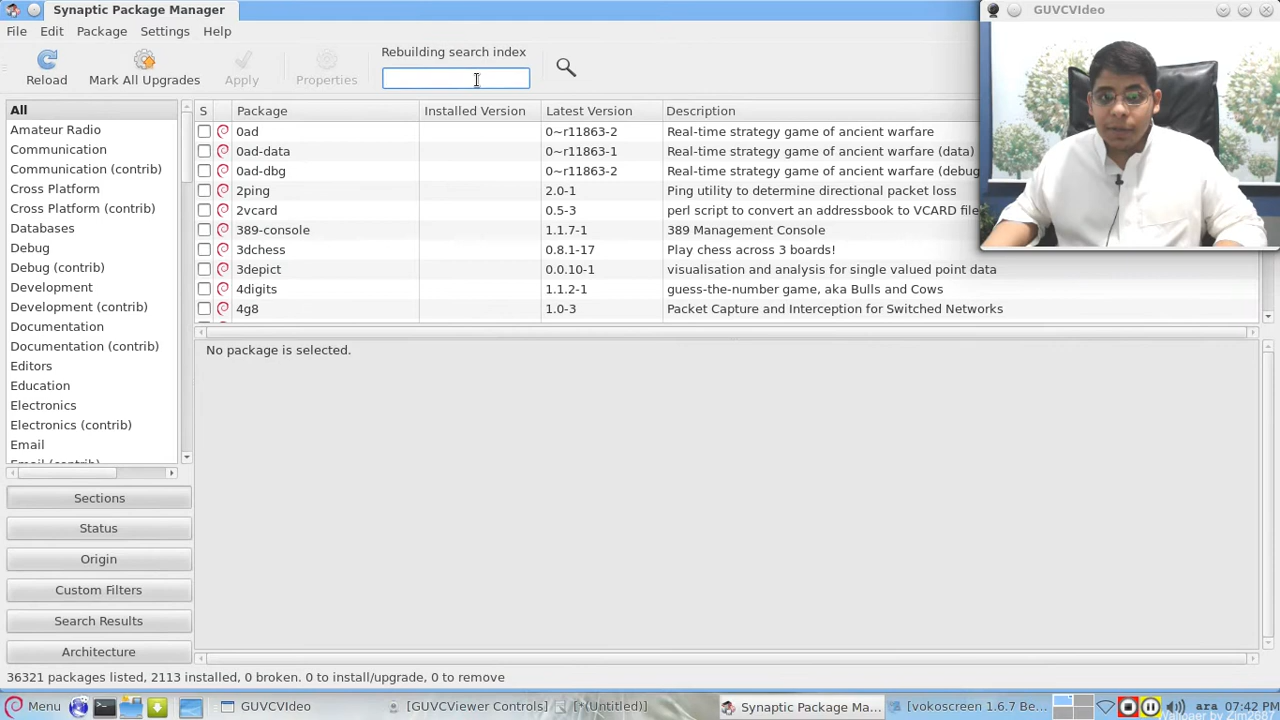 Synaptic Package Manager
GUVCVIdeo
File Edit Package Settings Help
Rebuilding search index
Reload Mark All Upgrades Apply Properties
All
Amateur Radio
Communication
Communication (contrib)
Cross Platform
Cross Platform (contrib)
Databases
Debug
Debug (contrib)
Development
Development (contrib)
Documentation
Documentation (contrib)
Editors
Education
Electronics
Electronics (contrib)
Email
Email (contrib)
S Package Installed Version Latest Version Description
0ad 0~r11863-2 Real-time strategy game of ancient warfare
0ad-data 0~r11863-1 Real-time strategy game of ancient warfare (data)
0ad-dbg 0~r11863-2 Real-time strategy game of ancient warfare (debug
2ping 2.0-1 Ping utility to determine directional packet loss
2vcard 0.5-3 perl script to convert an addressbook to VCARD file
389-console 1.1.7-1 389 Management Console
3dchess 0.8.1-17 Play chess across 3 boards!
3depict 0.0.10-1 visualisation and analysis for single valued point data
4digits 1.1.2-1 guess-the-number game, aka Bulls and Cows
4g8 1.0-3 Packet Capture and Interception for Switched Networks
No package is selected.
Sections
Status
Origin
Custom Filters
Search Results
Architecture
36321 packages listed, 2113 installed, 0 broken. 0 to install/upgrade, 0 to remove
Menu GUVCVIdeo [GUVCViewer Controls] [*(Untitled)] Synaptic Package Ma... [vokoscreen 1.6.7 Be... ara 07:42 PM